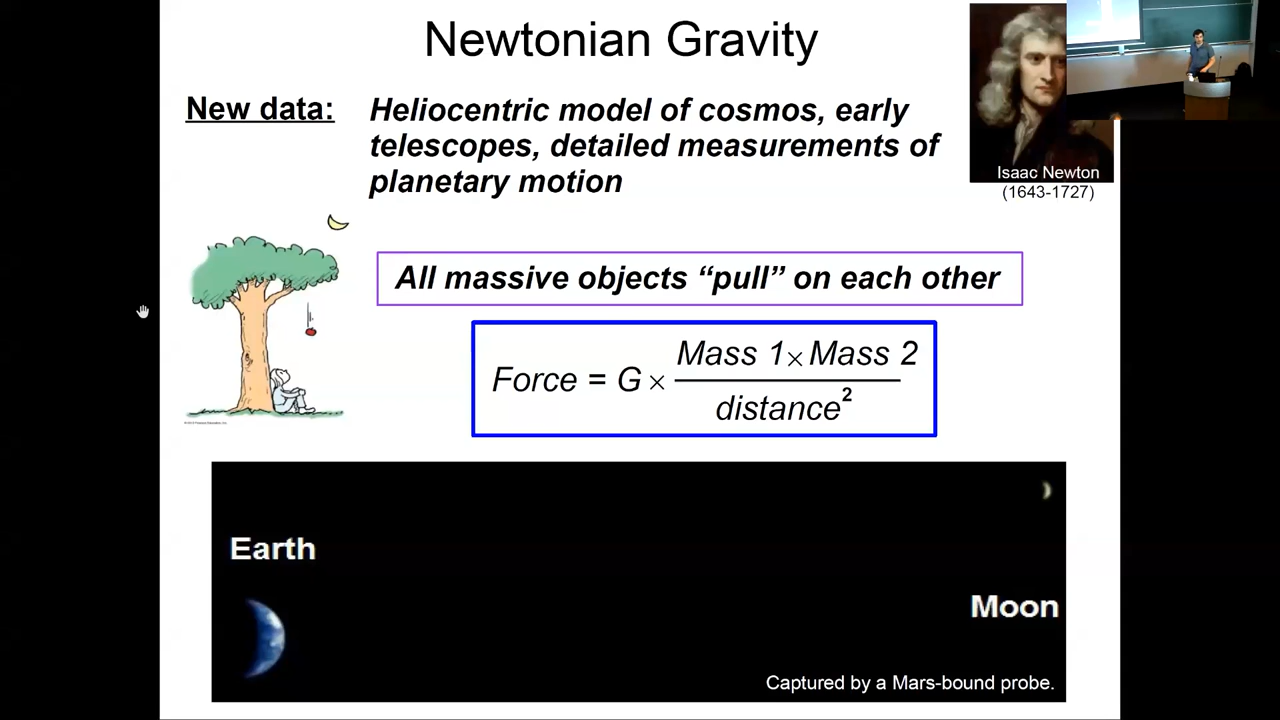 Newtonian Gravity
New data:
Heliocentric model of cosmos, early
telescopes, detailed measurements of
planetary motion
Isaac Newton
(1643-1727)
All massive objects “pull” on each other
Force = G × Mass 1×Mass 2
distance²
Earth
Moon
Captured by a Mars-bound probe.